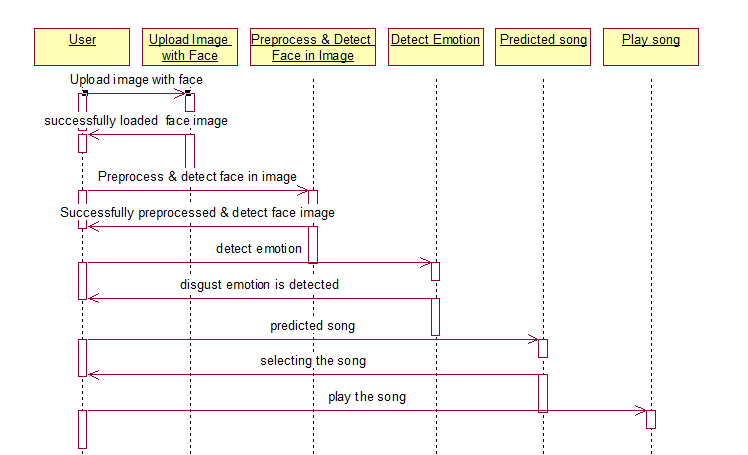 User
Upload Image
with Face
Preprocess & Detect
Face in Image
Detect Emotion
Predicted song
Play song
Upload image with face
successfully loaded face image
Preprocess & detect face in image
Successfully preprocessed & detect face image
detect emotion
disgust emotion is detected
predicted song
selecting the song
play the song